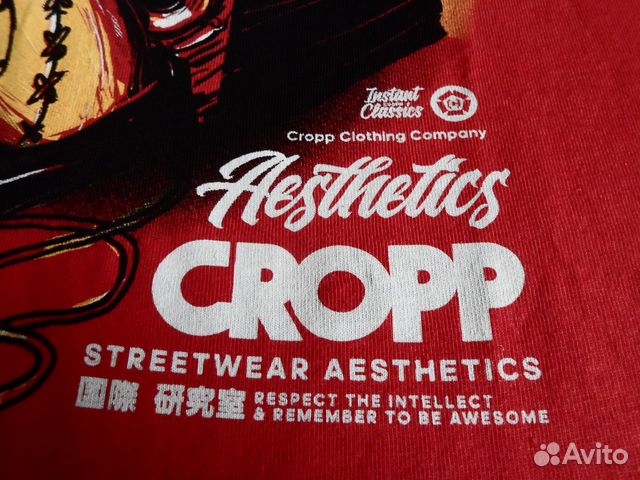 Instant
Classics
Cropp Clothing Company
Aesthetics
CROPP
STREETWEAR AESTHETICS
国際 研究室 RESPECT THE INTELLECT
& REMEMBER TO BE AWESOME
Avito